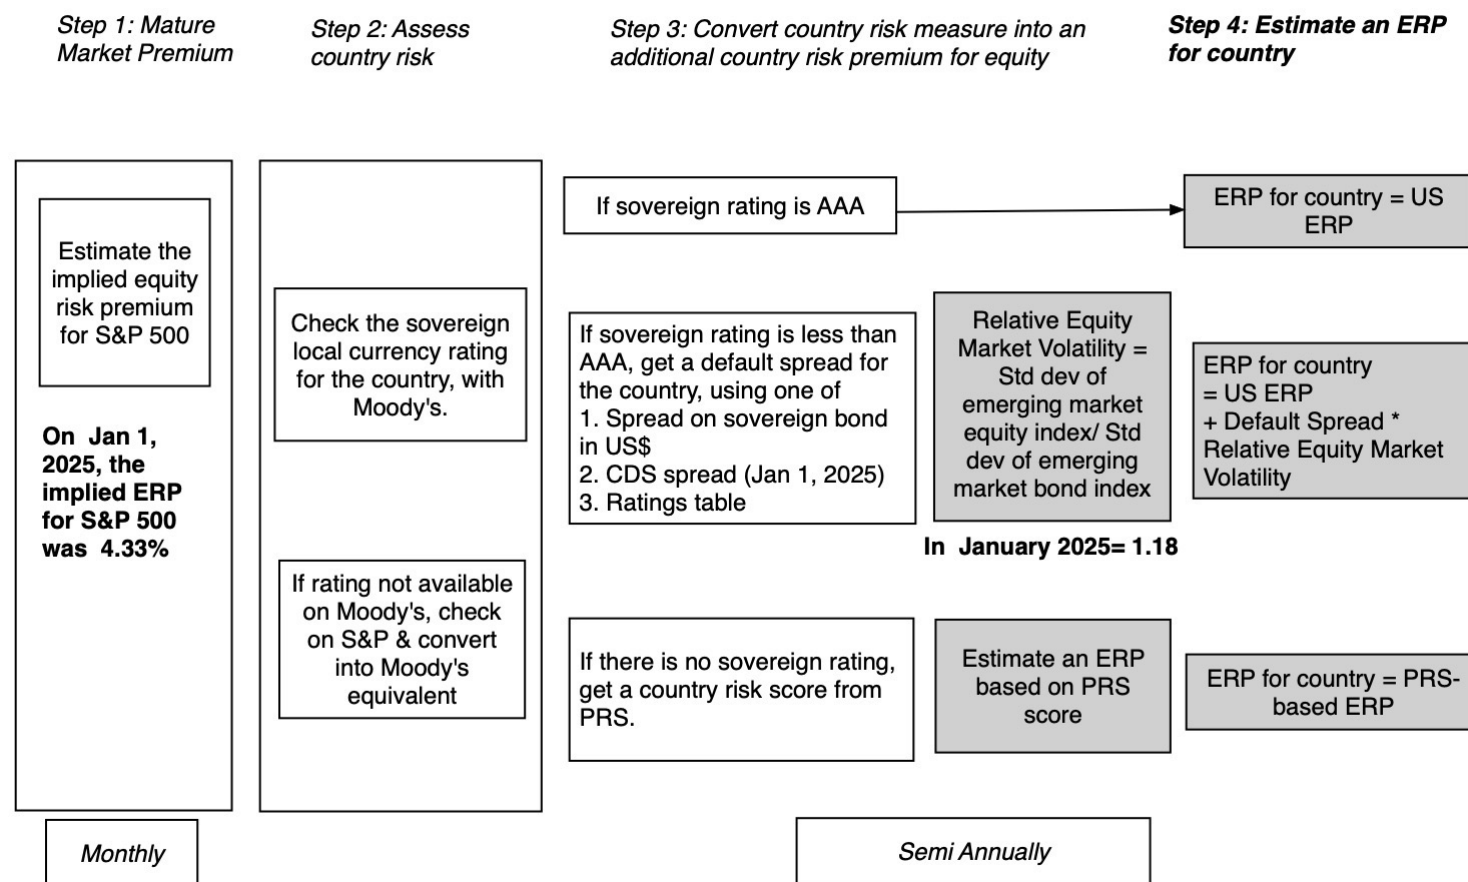 Step 1: Mature
Market Premium
Step 2: Assess
country risk
Step 3: Convert country risk measure into an
additional country risk premium for equity
Step 4: Estimate an ERP
for country
Estimate the
implied equity
risk premium
for S&P 500
On Jan 1,
2025, the
implied ERP
for S&P 500
was 4.33%
Monthly
Check the sovereign
local currency rating
for the country, with
Moody's.
If rating not available
on Moody's, check
on S&P & convert
into Moody's
equivalent
If sovereign rating is AAA
ERP for country = US
ERP
If sovereign rating is less than
AAA, get a default spread for
the country, using one of
1. Spread on sovereign bond
in US$
2. CDS spread (Jan 1, 2025)
3. Ratings table
Relative Equity
Market Volatility =
Std dev of
emerging market
equity index/ Std
dev of emerging
market bond index
In January 2025= 1.18
ERP for country
= US ERP
+ Default Spread *
Relative Equity Market
Volatility
If there is no sovereign rating,
get a country risk score from
PRS.
Estimate an ERP
based on PRS
score
ERP for country = PRS-
based ERP
Semi Annually